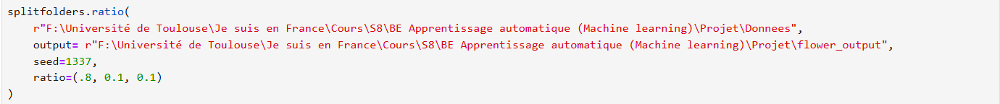 splitfolders.ratio(
r"F:\Université de Toulouse\Je suis en France\Cours\S8\BE Apprentissage automatique (Machine learning)\Projet\Donnees",
output= r"F:\Université de Toulouse\Je suis en France\Cours\S8\BE Apprentissage automatique (Machine learning)\Projet\flower_output",
seed=1337,
ratio=(.8, 0.1, 0.1)
)